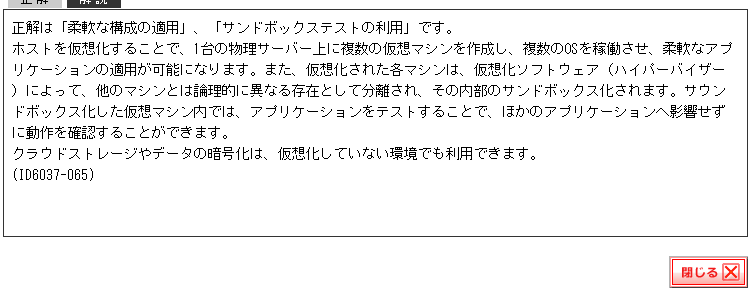 正解 解説
正解は「柔軟な構成の適用」、「サンドボックステストの利用」です。
ホストを仮想化することで、1台の物理サーバー上に複数の仮想マシンを作成し、複数のOSを稼働させ、柔軟なアプ
リケーションの適用が可能になります。また、仮想化された各マシンは、仮想化ソフトウェア（ハイパーバイザー
）によって、他のマシンとは論理的に異なる存在として分離され、その内部のサンドボックス化されます。サウン
ドボックス化した仮想マシン内では、アプリケーションをテストすることで、ほかのアプリケーションへ影響せず
に動作を確認することができます。
クラウドストレージやデータの暗号化は、仮想化していない環境でも利用できます。
(ID6037-065)
閉じる